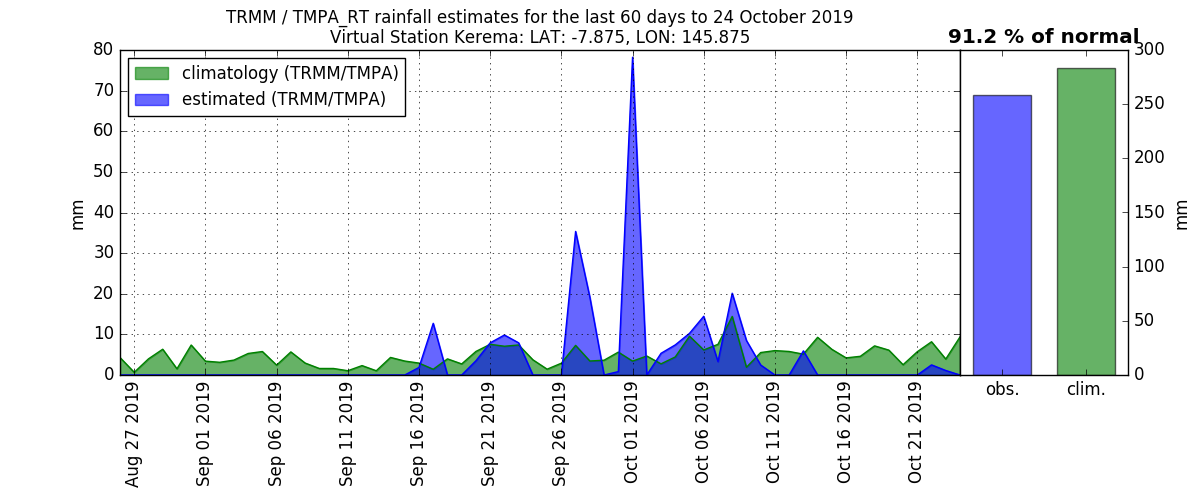 TRMM / TMPA_RT rainfall estimates for the last 60 days to 24 October 2019
Virtual Station Kerema: LAT: -7.875, LON: 145.875
91.2 % of normal
climatology (TRMM/TMPA)
estimated (TRMM/TMPA)
mm
80
70
60
50
40
30
20
10
0
Aug 27 2019
Sep 01 2019
Sep 06 2019
Sep 11 2019
Sep 16 2019
Sep 21 2019
Sep 26 2019
Oct 01 2019
Oct 06 2019
Oct 11 2019
Oct 16 2019
Oct 21 2019
obs.
clim.
300
250
200
150
100
50
0
mm